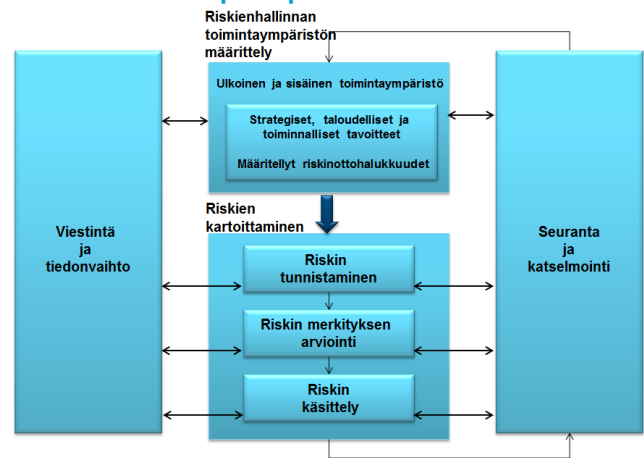 Riskienhallinnan
toimintaympäristön
määrittely
Ulkoinen ja sisäinen toimintaympäristö
Strategiset, taloudelliset ja
toiminnalliset tavoitteet
Määritellyt riskinottohalukkuudet
Viestintä
ja
tiedonvaihto
Riskien
kartoittaminen
Riskin
tunnistaminen
Riskin merkityksen
arviointi
Riskin
käsittely
Seuranta
ja
katselmointi